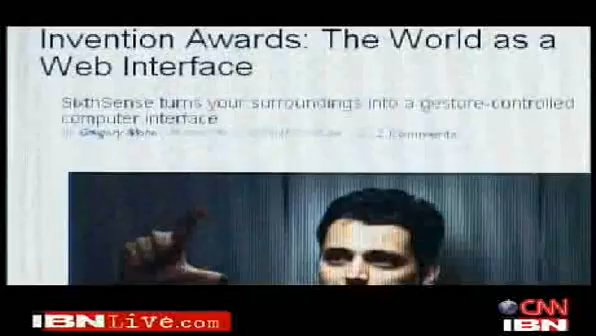 Invention Awards: The World as a
Web Interface
SixthSense turns your surroundings into a gesture-controlled
computer interface
Comments
IBNLive.com
CNN
IBN